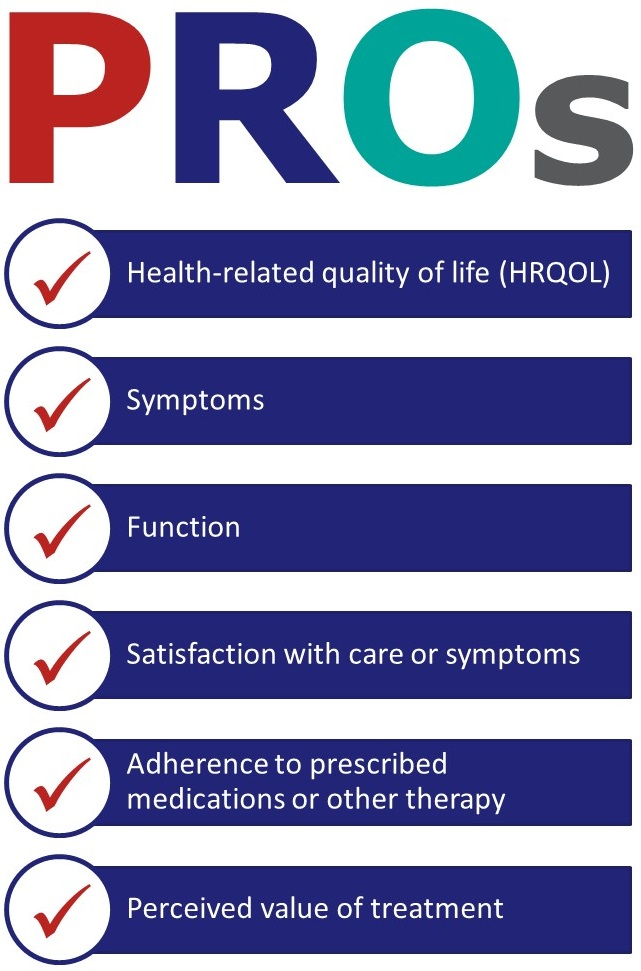 PROs
Health-related quality of life (HRQOL)
Symptoms
Function
Satisfaction with care or symptoms
Adherence to prescribed
medications or other therapy
Perceived value of treatment